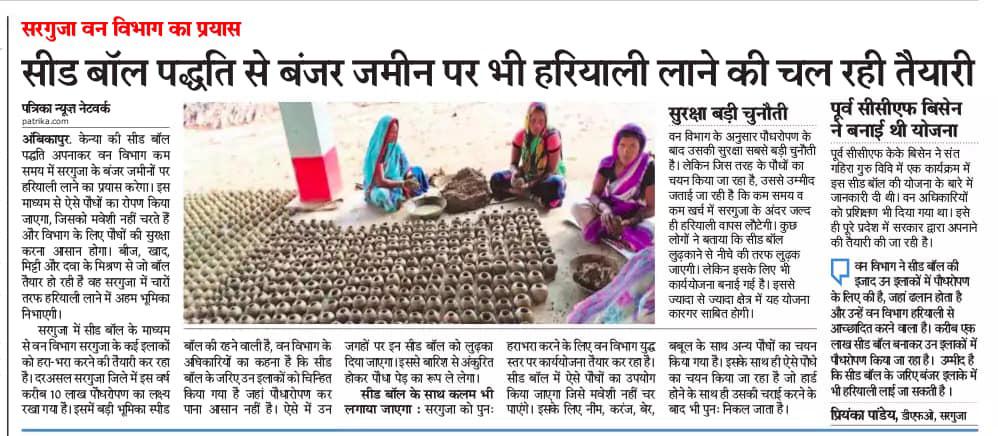 सरगुजा वन विभाग का प्रयास
सीड बॉल पद्धति से बंजर जमीन पर भी हरियाली लाने की चल रही तैयारी
पत्रिका न्यूज नेटवर्क
patrika.com
अंबिकापुर. केन्या की सीड बॉल
पद्धति अपनाकर वन विभाग कम
समय में सरगुजा के बंजर जमीनों पर
हरियाली लाने का प्रयास करेगा। इस
माध्यम से ऐसे पौधों का रोपण किया
जाएगा, जिसको मवेशी नहीं चरते हैं
और विभाग के लिए पौधों की सुरक्षा
करना आसान होगा। बीज, खाद,
मिट्टी और दवा के मिश्रण से जो बॉल
तैयार हो रही है वह सरगुजा में चारों
तरफ हरियाली लाने में अहम भूमिका
निभाएगी।
सरगुजा में सीड बॉल के माध्यम
से वन विभाग सरगुजा के कई इलाकों
को हरा-भरा करने की तैयारी कर रहा
है। दरअसल सरगुजा जिले में इस वर्ष
करीब 10 लाख पौधरोपण का लक्ष्य
रखा गया है। इसमें बड़ी भूमिका स्पीड
बॉल की रहने वाली है, वन विभाग के
अधिकारियों का कहना है कि सीड
बॉल के जरिए उन इलाकों को चिन्हित
किया गया है जहां पौधारोपण कर
पाना आसान नहीं है। ऐसे में उन
जगहों पर इन सीड बॉल को लुढ़का
दिया जाएगा। इससे बारिश से अंकुरित
होकर पौधा पेड़ का रूप ले लेगा।
सीड बॉल के साथ कलम भी
लगाया जाएगा : सरगुजा को पुनः
हराभरा करने के लिए वन विभाग युद्ध
स्तर पर कार्ययोजना तैयार कर रहा है।
सीड बॉल में ऐसे पौधों का उपयोग
किया जाएगा जिसे मवेशी नहीं चर
पाएंगे। इसके लिए नीम, करंज, बेर,
बबूल के साथ अन्य पौधों का चयन
किया गया है। इसके साथ ही ऐसे पौधे
का चयन किया जा रहा है जो हार्ड
होने के साथ ही उसकी चराई करने के
बाद भी पुनः निकल जाता है।
सुरक्षा बड़ी चुनौती
वन विभाग के अनुसार पौधरोपण के
बाद उसकी सुरक्षा सबसे बड़ी चुनौती
है। लेकिन जिस तरह के पौधों का
चयन किया जा रहा है, उससे उम्मीद
जताई जा रही है कि कम समय व
कम खर्च में सरगुजा के अंदर जल्द
ही हरियाली वापस लौटेगी। कुछ
लोगों ने बताया कि सीड बॉल
लुढ़काने से नीचे की तरफ लुढ़क
जाएगी। लेकिन इसके लिए भी
कार्ययोजना बनाई गई है। इससे
ज्यादा से ज्यादा क्षेत्र में यह योजना
कारगर साबित होगी।
पूर्व सीसीएफ बिसेन
ने बनाई थी योजना
पूर्व सीसीएफ केके बिसेन ने संत
गहिरा गुरु विवि में एक कार्यक्रम में
इस सीड बॉल की योजना के बारे में
जानकारी दी थी। वन अधिकारियों
को प्रशिक्षण भी दिया गया था। इसे
ही पूरे प्रदेश में सरकार द्वारा अपनाने
की तैयारी की जा रही है।
वन विभाग ने सीड बॉल की
इजाद उन इलाकों में पौधरोपण
के लिए की है, जहां ढलान होता है
और उन्हें वन विभाग हरियाली से
आच्छादित करने वाला है। करीब एक
लाख सीड बॉल बनाकर उन इलाकों में
पौधरोपण किया जा रहा है। उम्मीद है
कि सीड बॉल के जरिए बंजर इलाके में
भी हरियाली लाई जा सकती है।
प्रियंका पांडेय, डीएफओ, सरगुजा